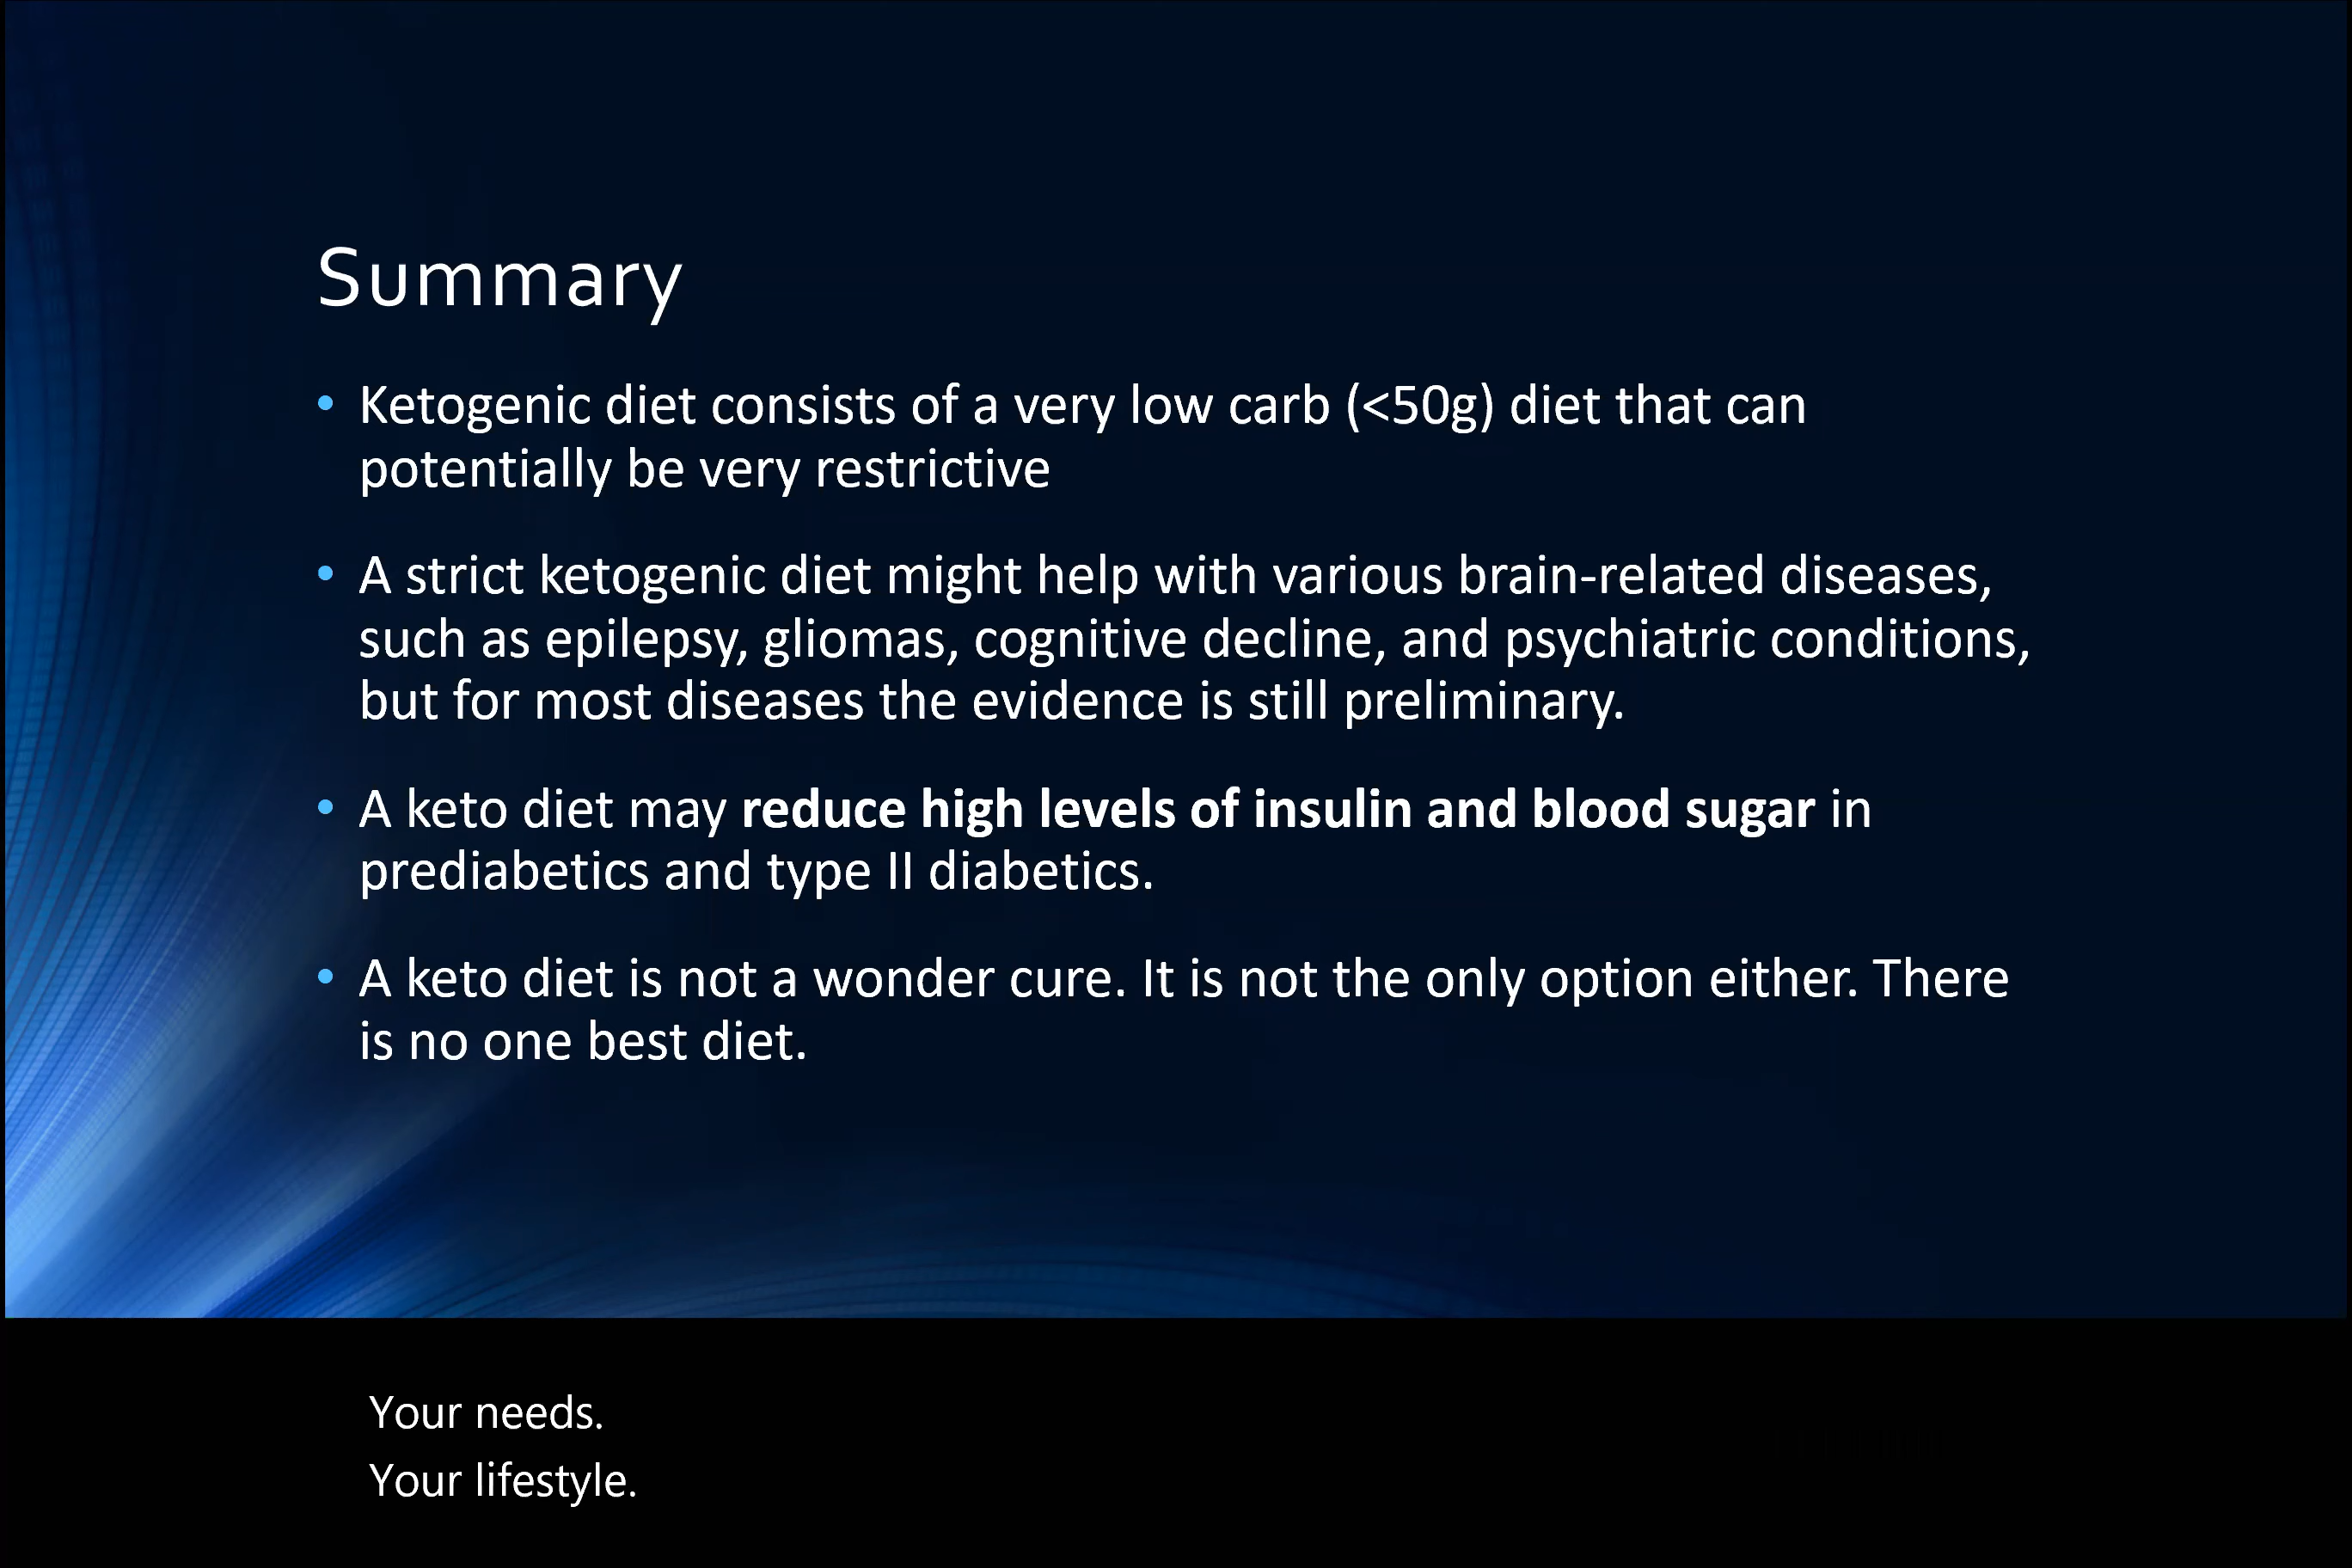 Summary
• Ketogenic diet consists of a very low carb (<50g) diet that can
potentially be very restrictive
• A strict ketogenic diet might help with various brain-related diseases,
such as epilepsy, gliomas, cognitive decline, and psychiatric conditions,
but for most diseases the evidence is still preliminary.
• A keto diet may reduce high levels of insulin and blood sugar in
prediabetics and type II diabetics.
• A keto diet is not a wonder cure. It is not the only option either. There
is no one best diet.
Your needs.
Your lifestyle.